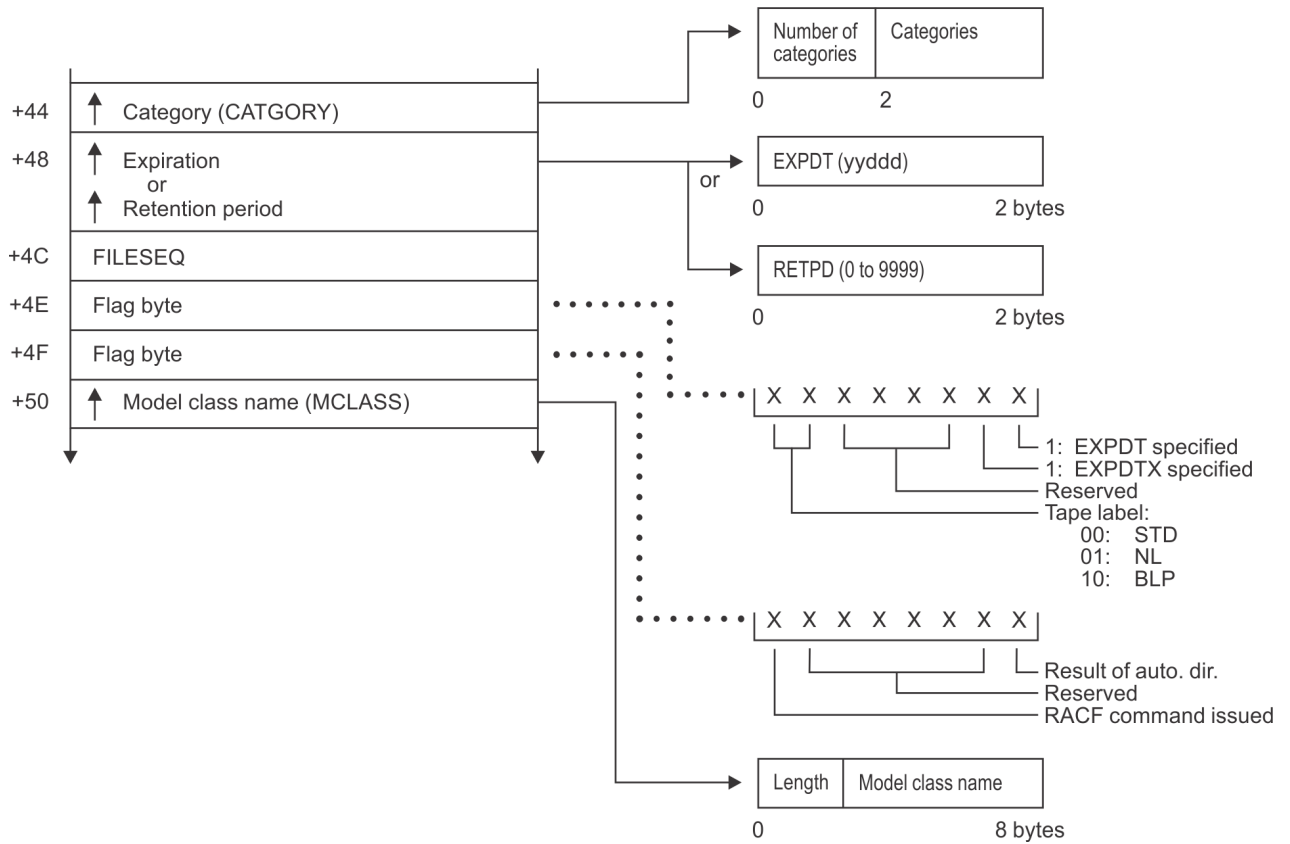 Number of categories
Categories
0 2
+44 Category (CATGORY)
+48 Expiration
or
Retention period
EXPDT (yyddd)
or
0 2 bytes
+4C FILESEQ
RETPD (0 to 9999)
0 2 bytes
+4E Flag byte
+4F Flag byte
+50 Model class name (MCLASS)
X X X X X X X X
1: EXPDT specified
1: EXPDTX specified
Reserved
Tape label:
00: STD
01: NL
10: BLP
X X X X X X X X
Result of auto. dir.
Reserved
RACF command issued
Length Model class name
0 8 bytes